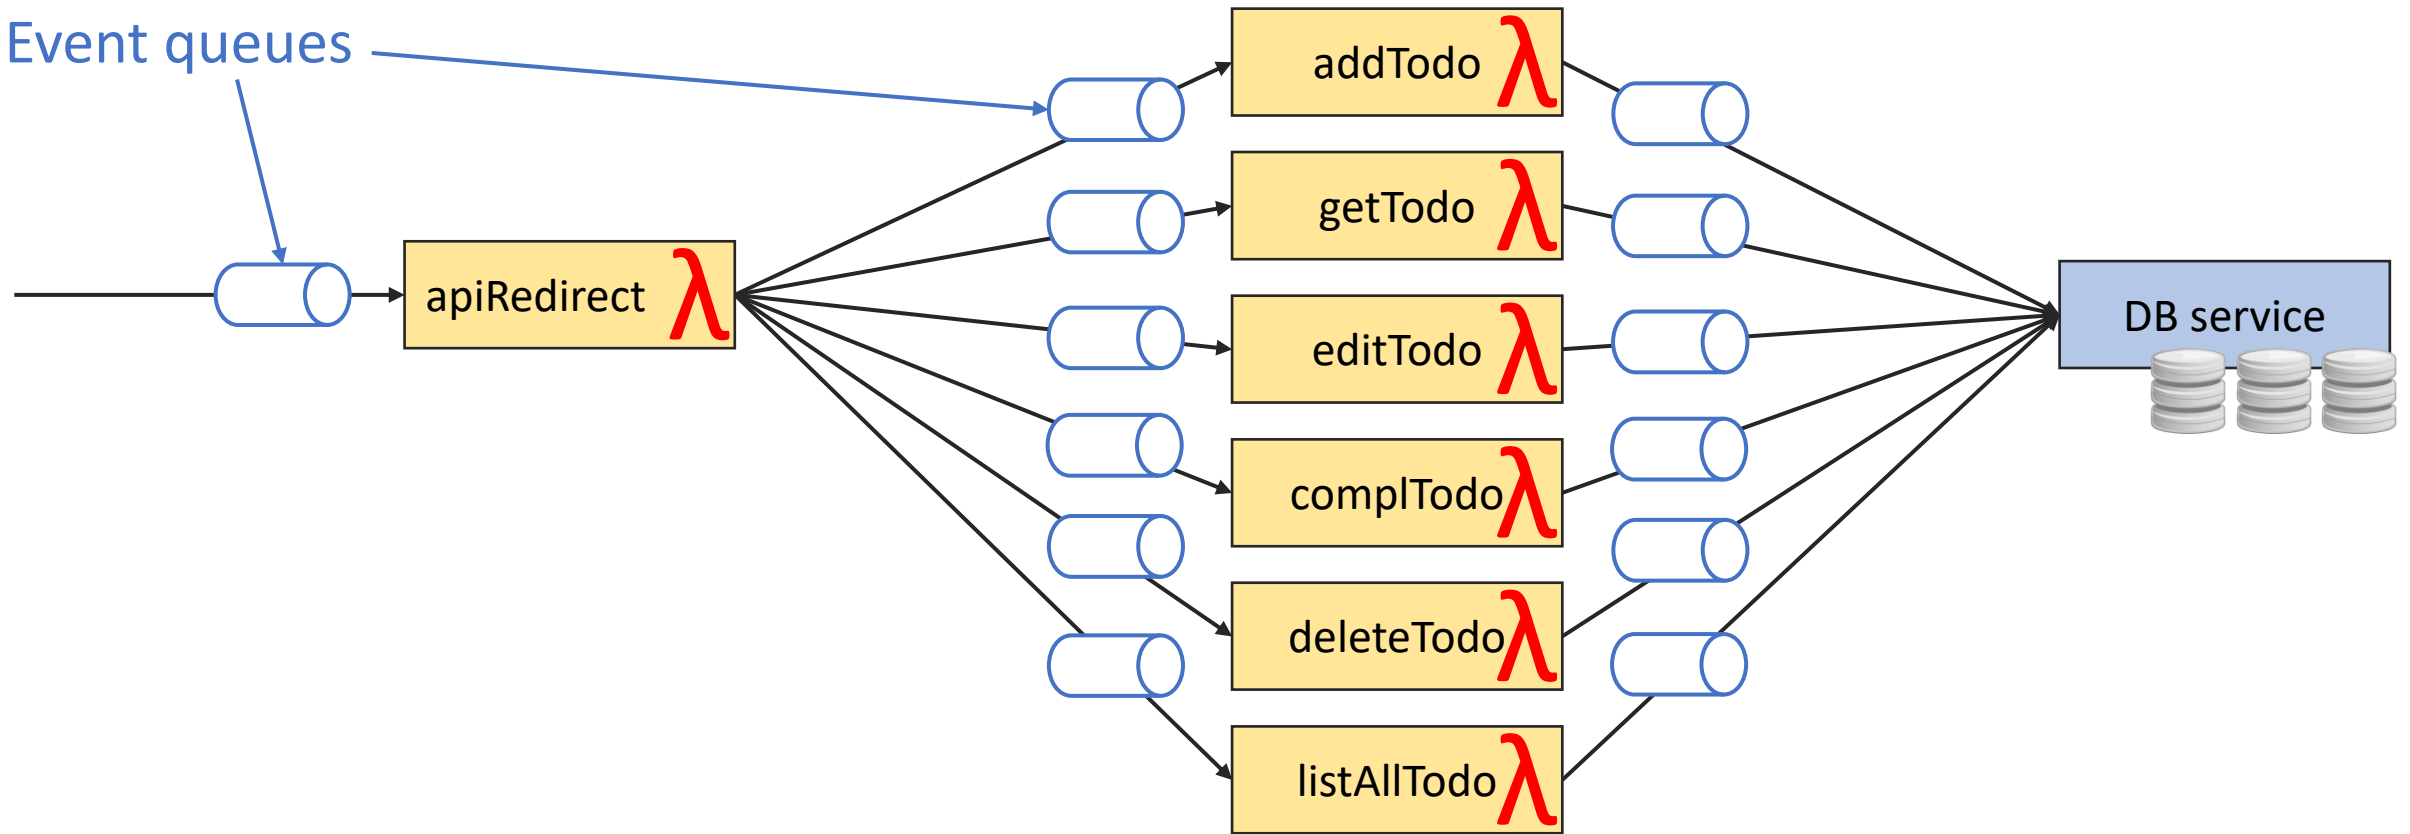 Event queues
apiRedirect λ
addTodo λ
getTodo λ
editTodo λ
complTodo λ
deleteTodo λ
listAllTodo λ
DB service